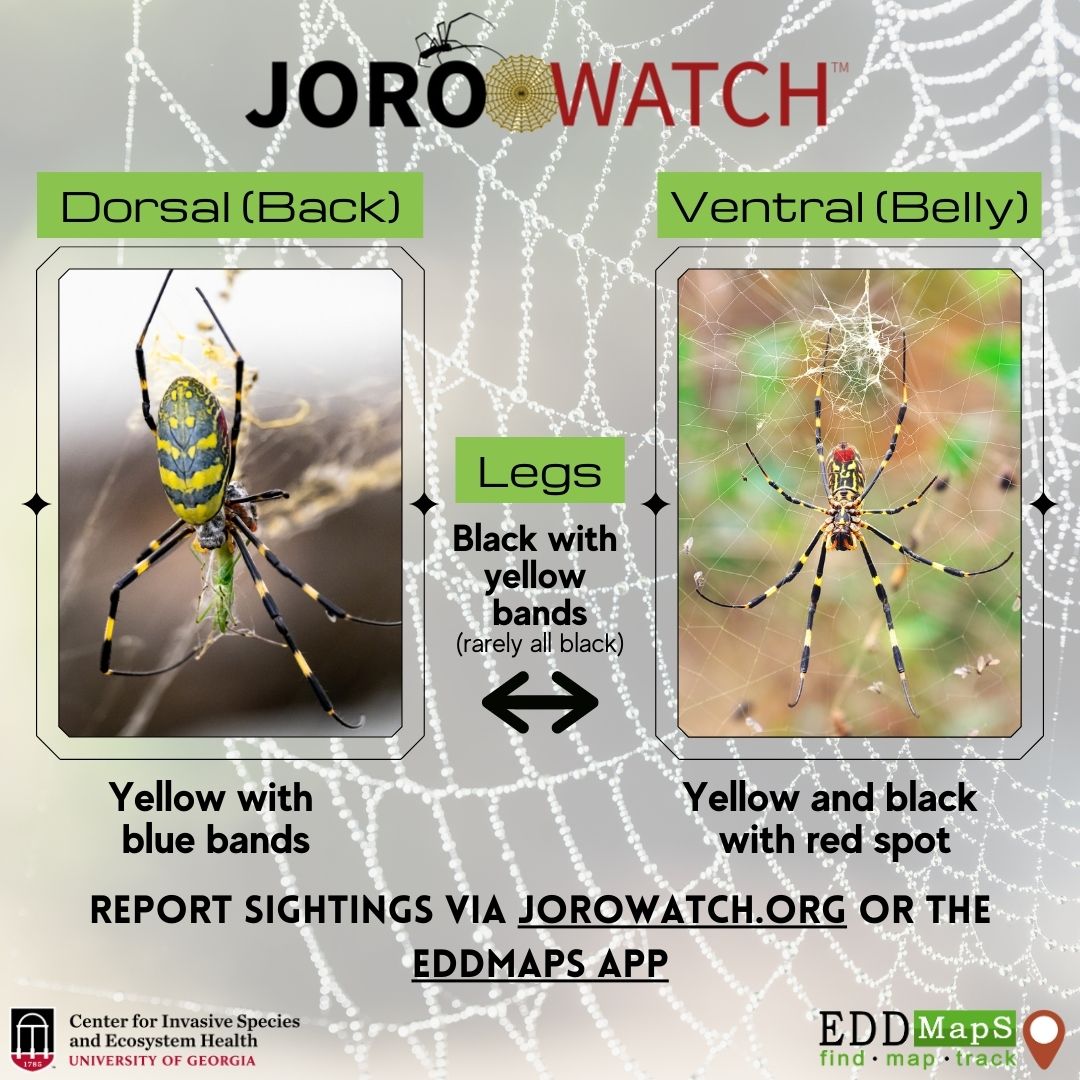 JOROWATCH™
Dorsal (Back)
Ventral (Belly)
Legs
Black with
yellow
bands
(rarely all black)
Yellow with
blue bands
Yellow and black
with red spot
REPORT SIGHTINGS VIA JOROWATCH.ORG OR THE
EDDMAPS APP
1785
Center for Invasive Species
and Ecosystem Health
UNIVERSITY OF GEORGIA
EDDMapS
find · map · track